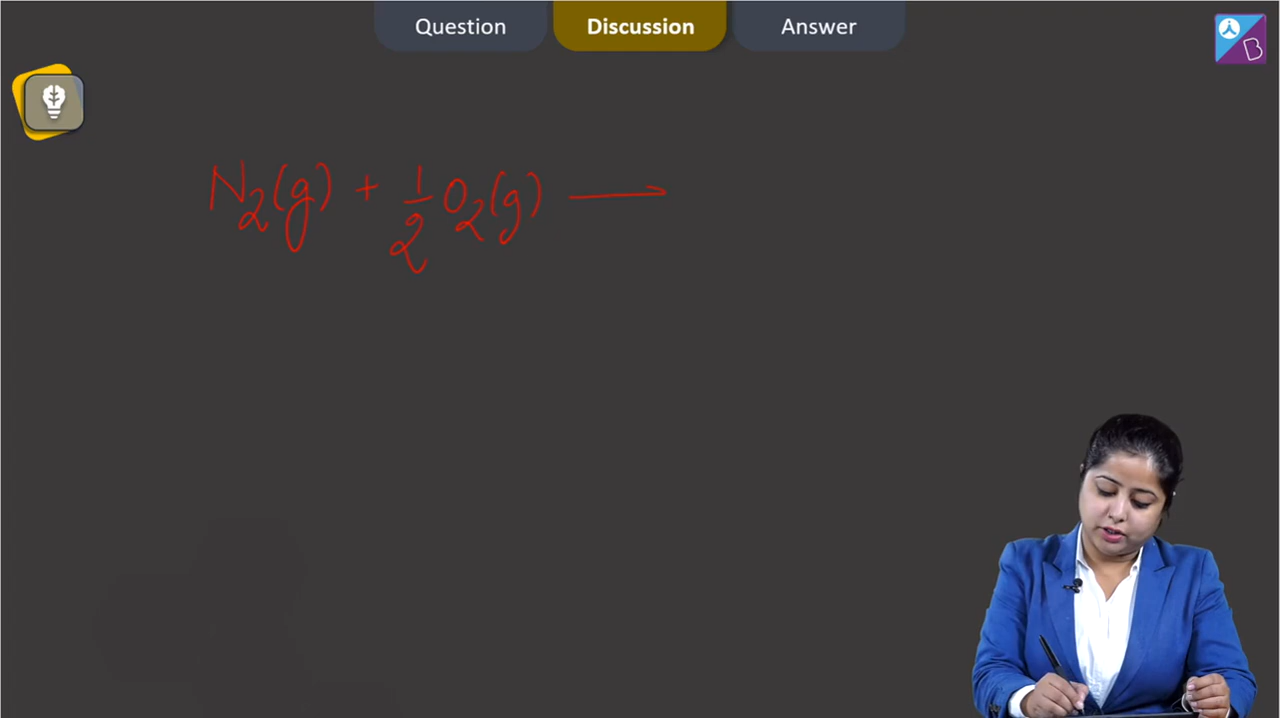 Question Discussion Answer
B
N₂(g) + 1/2 O₂(g) ⟶